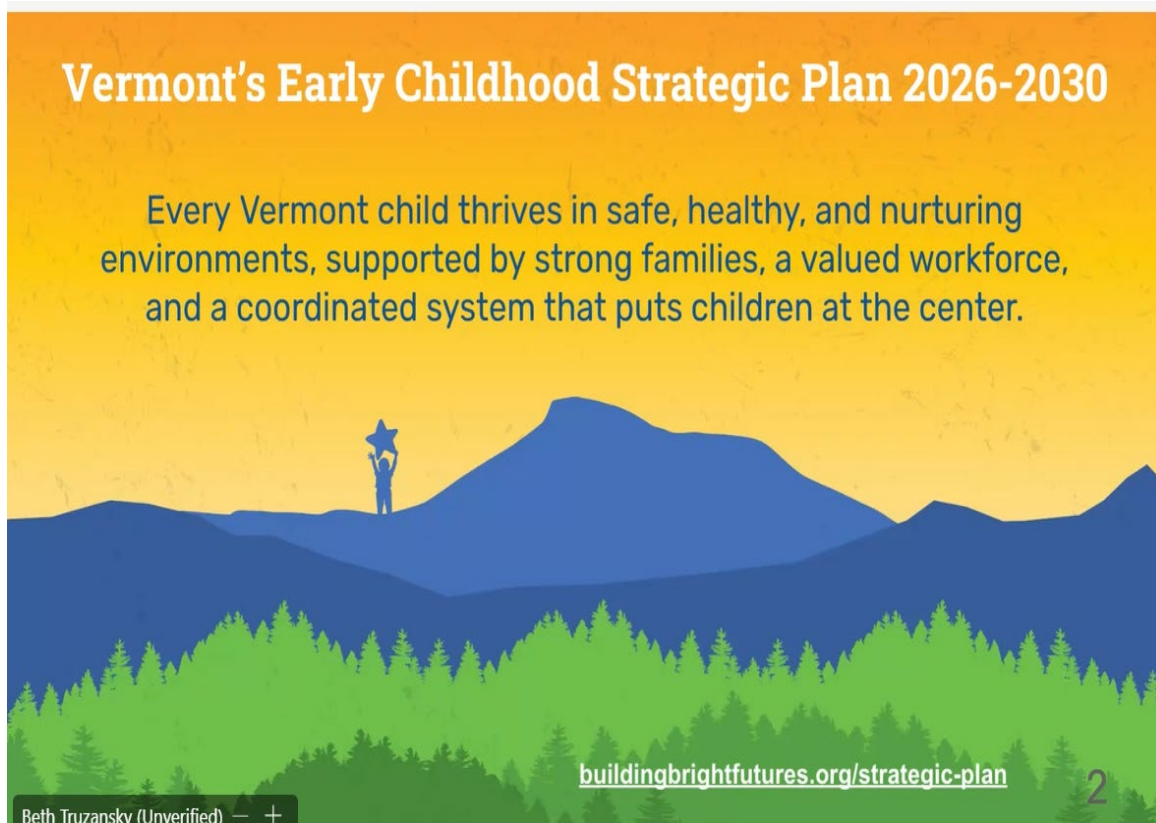 Vermont's Early Childhood Strategic Plan 2026-2030
Every Vermont child thrives in safe, healthy, and nurturing
environments, supported by strong families, a valued workforce,
and a coordinated system that puts children at the center.
buildingbrightfutures.org/strategic-plan
2
Beth Truzansky (Unverified) — +